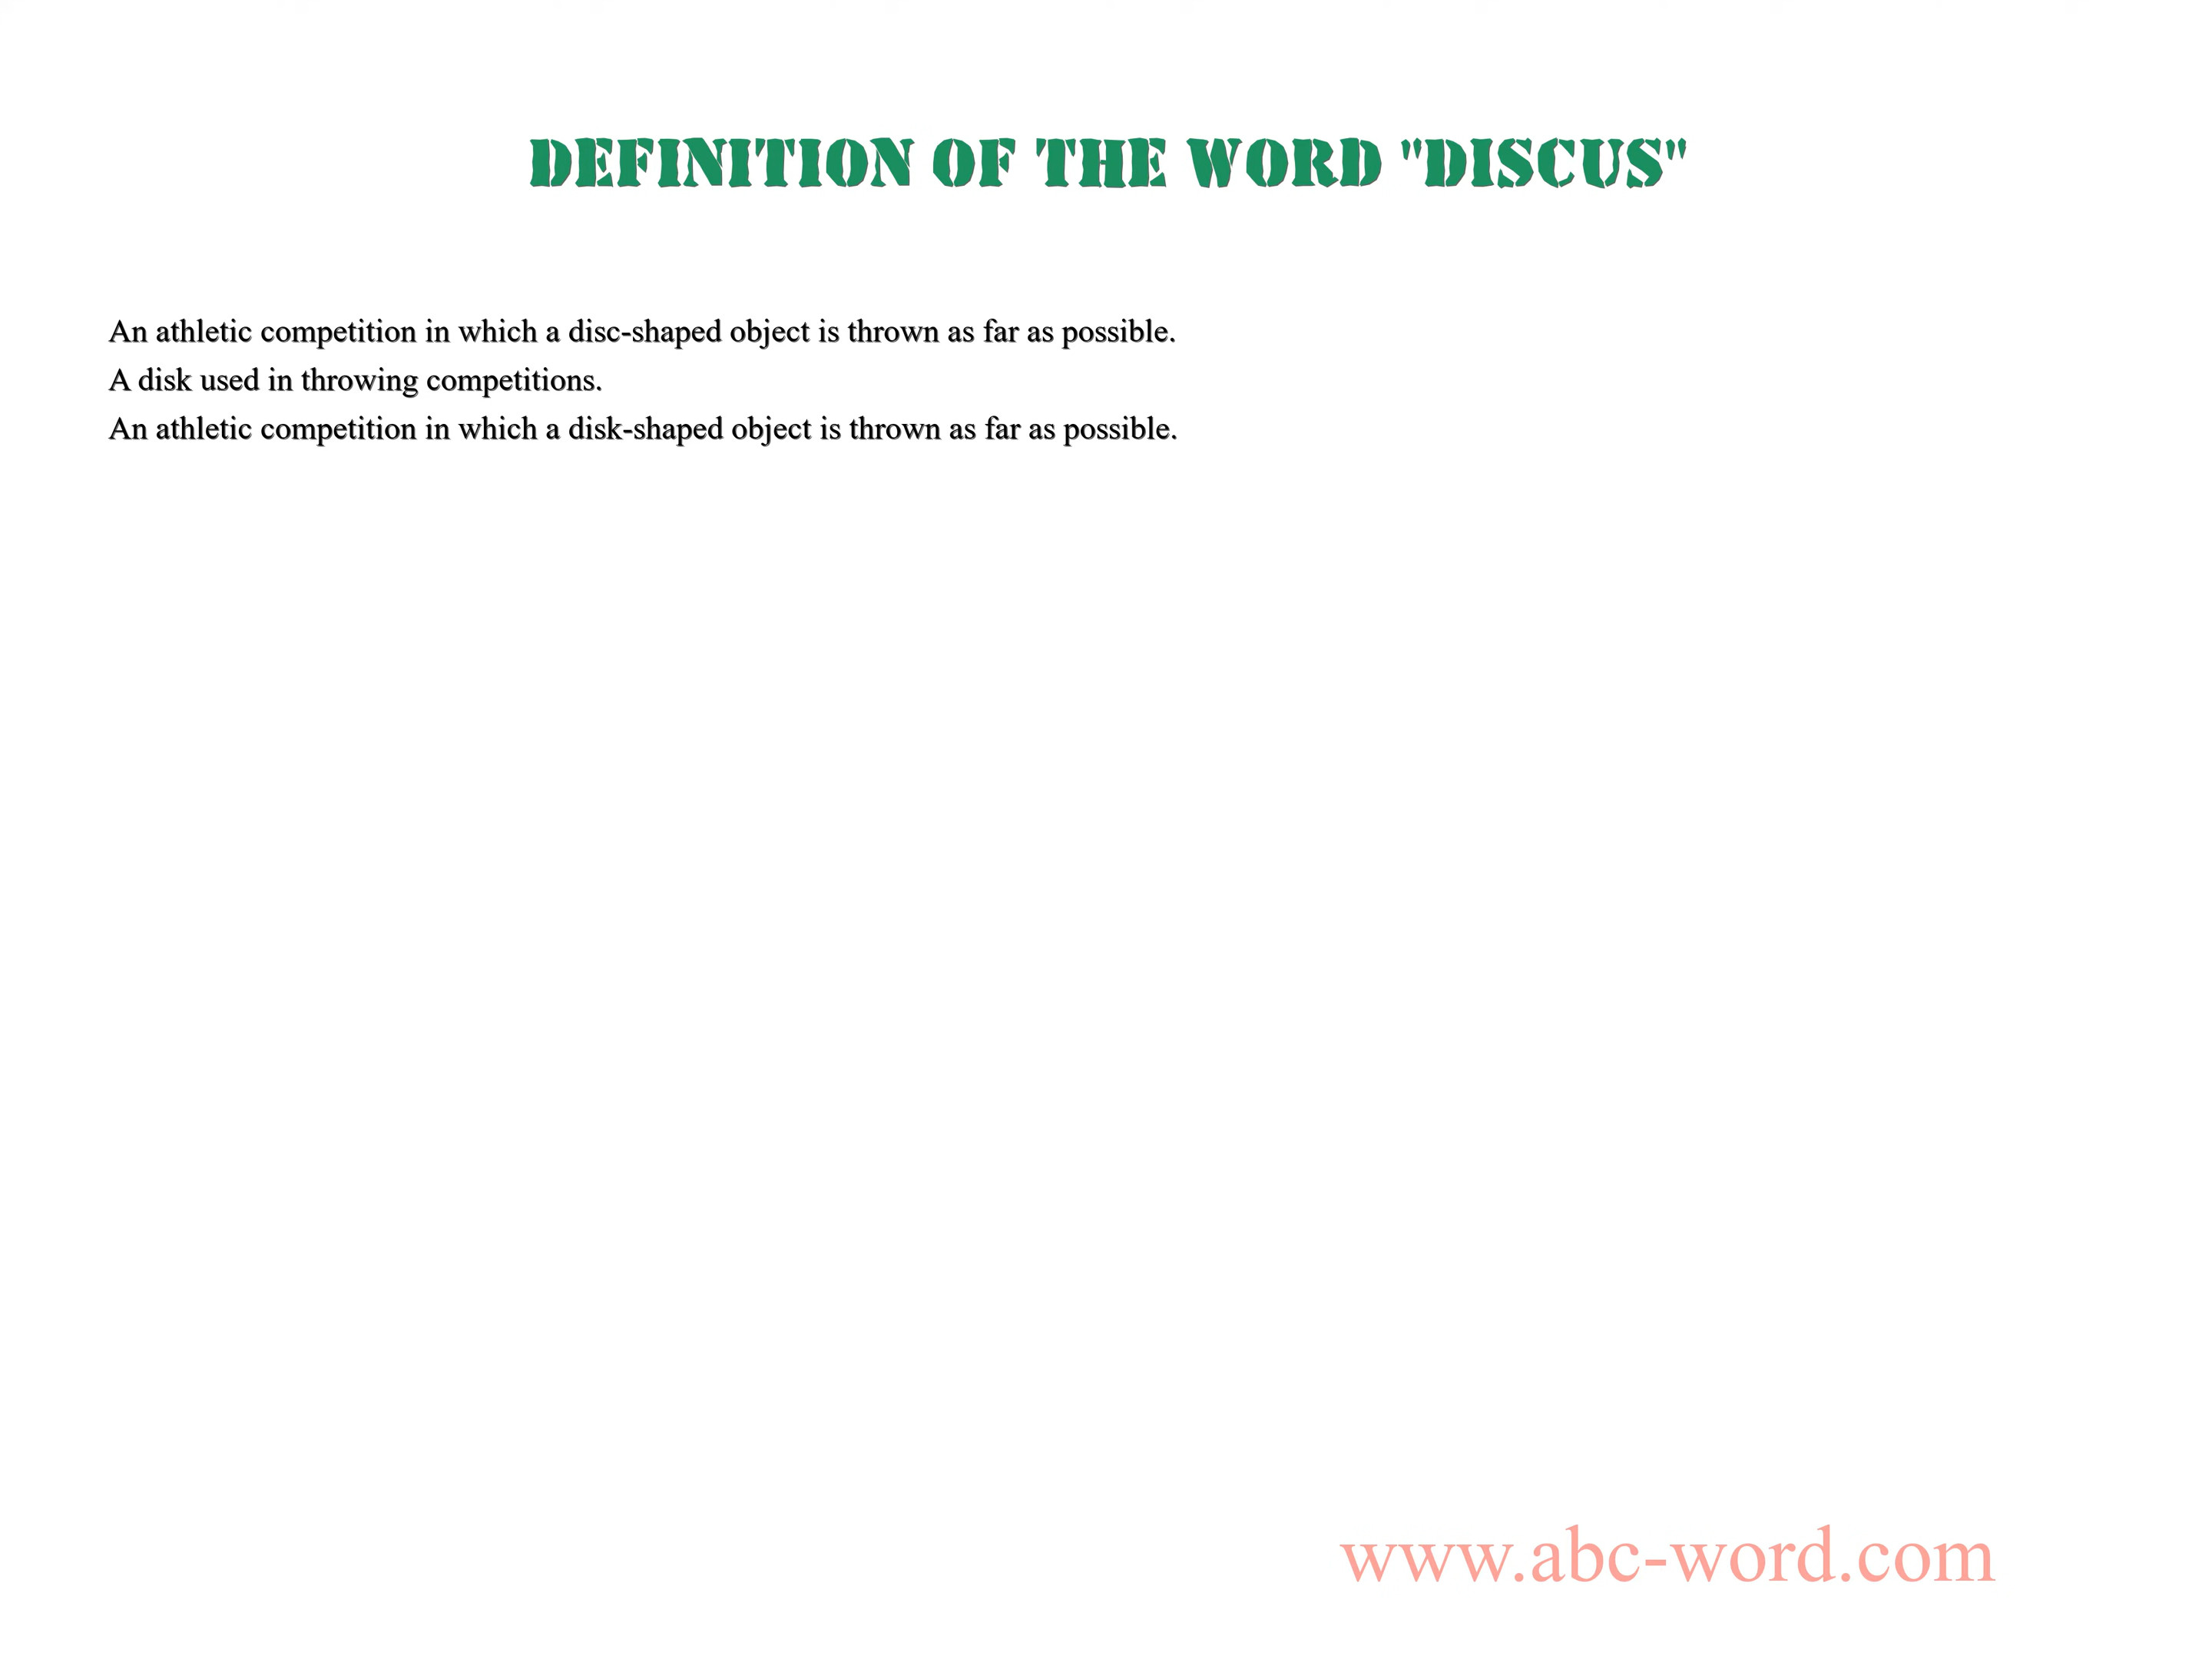 DEFINITION OF THE WORD "DISCUS"
An athletic competition in which a disc-shaped object is thrown as far as possible.
A disk used in throwing competitions.
An athletic competition in which a disk-shaped object is thrown as far as possible.
www.abc-word.com